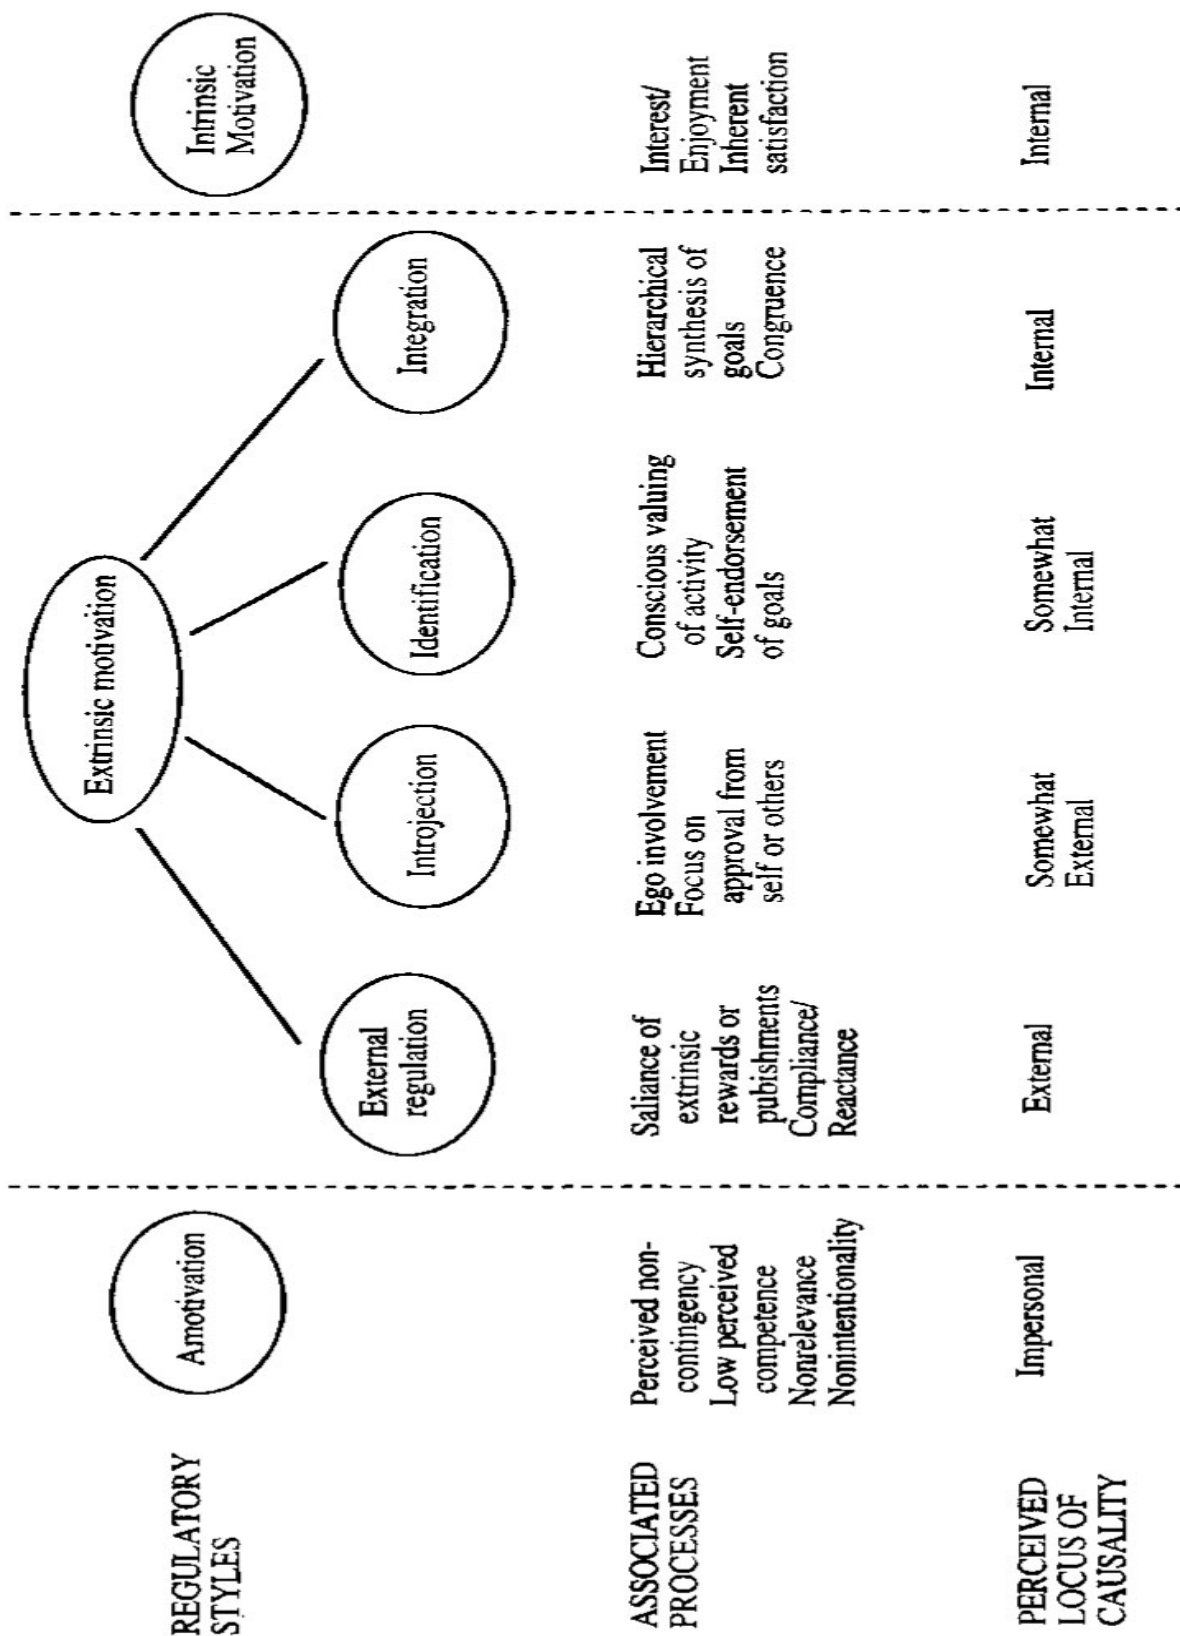 REGULATORY
STYLES
Amotivation
Extrinsic motivation
Intrinsic
Motivation
External
regulation
Introjection
Identification
Integration
ASSOCIATED
PROCESSES
Perceived non-
contingency
Low perceived
competence
Nonrelevance
Nonintentionality
Saliance of
extrinsic
rewards or
pubishments
Compliance/
Reactance
Ego involvement
Focus on
approval from
self or others
Conscious valuing
of activity
Self-endorsement
of goals
Hierarchical
synthesis of
goals
Congruence
Interest/
Enjoyment
Inherent
satisfaction
PERCEIVED
LOCUS OF
CAUSALITY
Impersonal
External
Somewhat
External
Somewhat
Internal
Internal
Internal